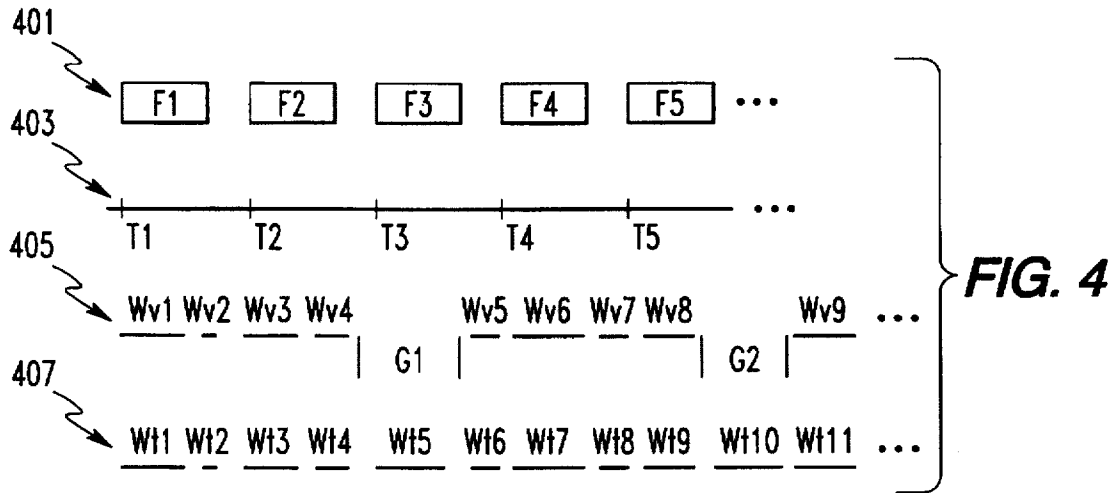 401
F1 F2 F3 F4 F5 •••
403
•••
T1 T2 T3 T4 T5
405
FIG. 4
Wv1 Wv2 Wv3 Wv4 Wv5 Wv6 Wv7 Wv8 Wv9 •••
G1 G2
407
Wt1 Wt2 Wt3 Wt4 Wt5 Wt6 Wt7 Wt8 Wt9 Wt10 Wt11 •••